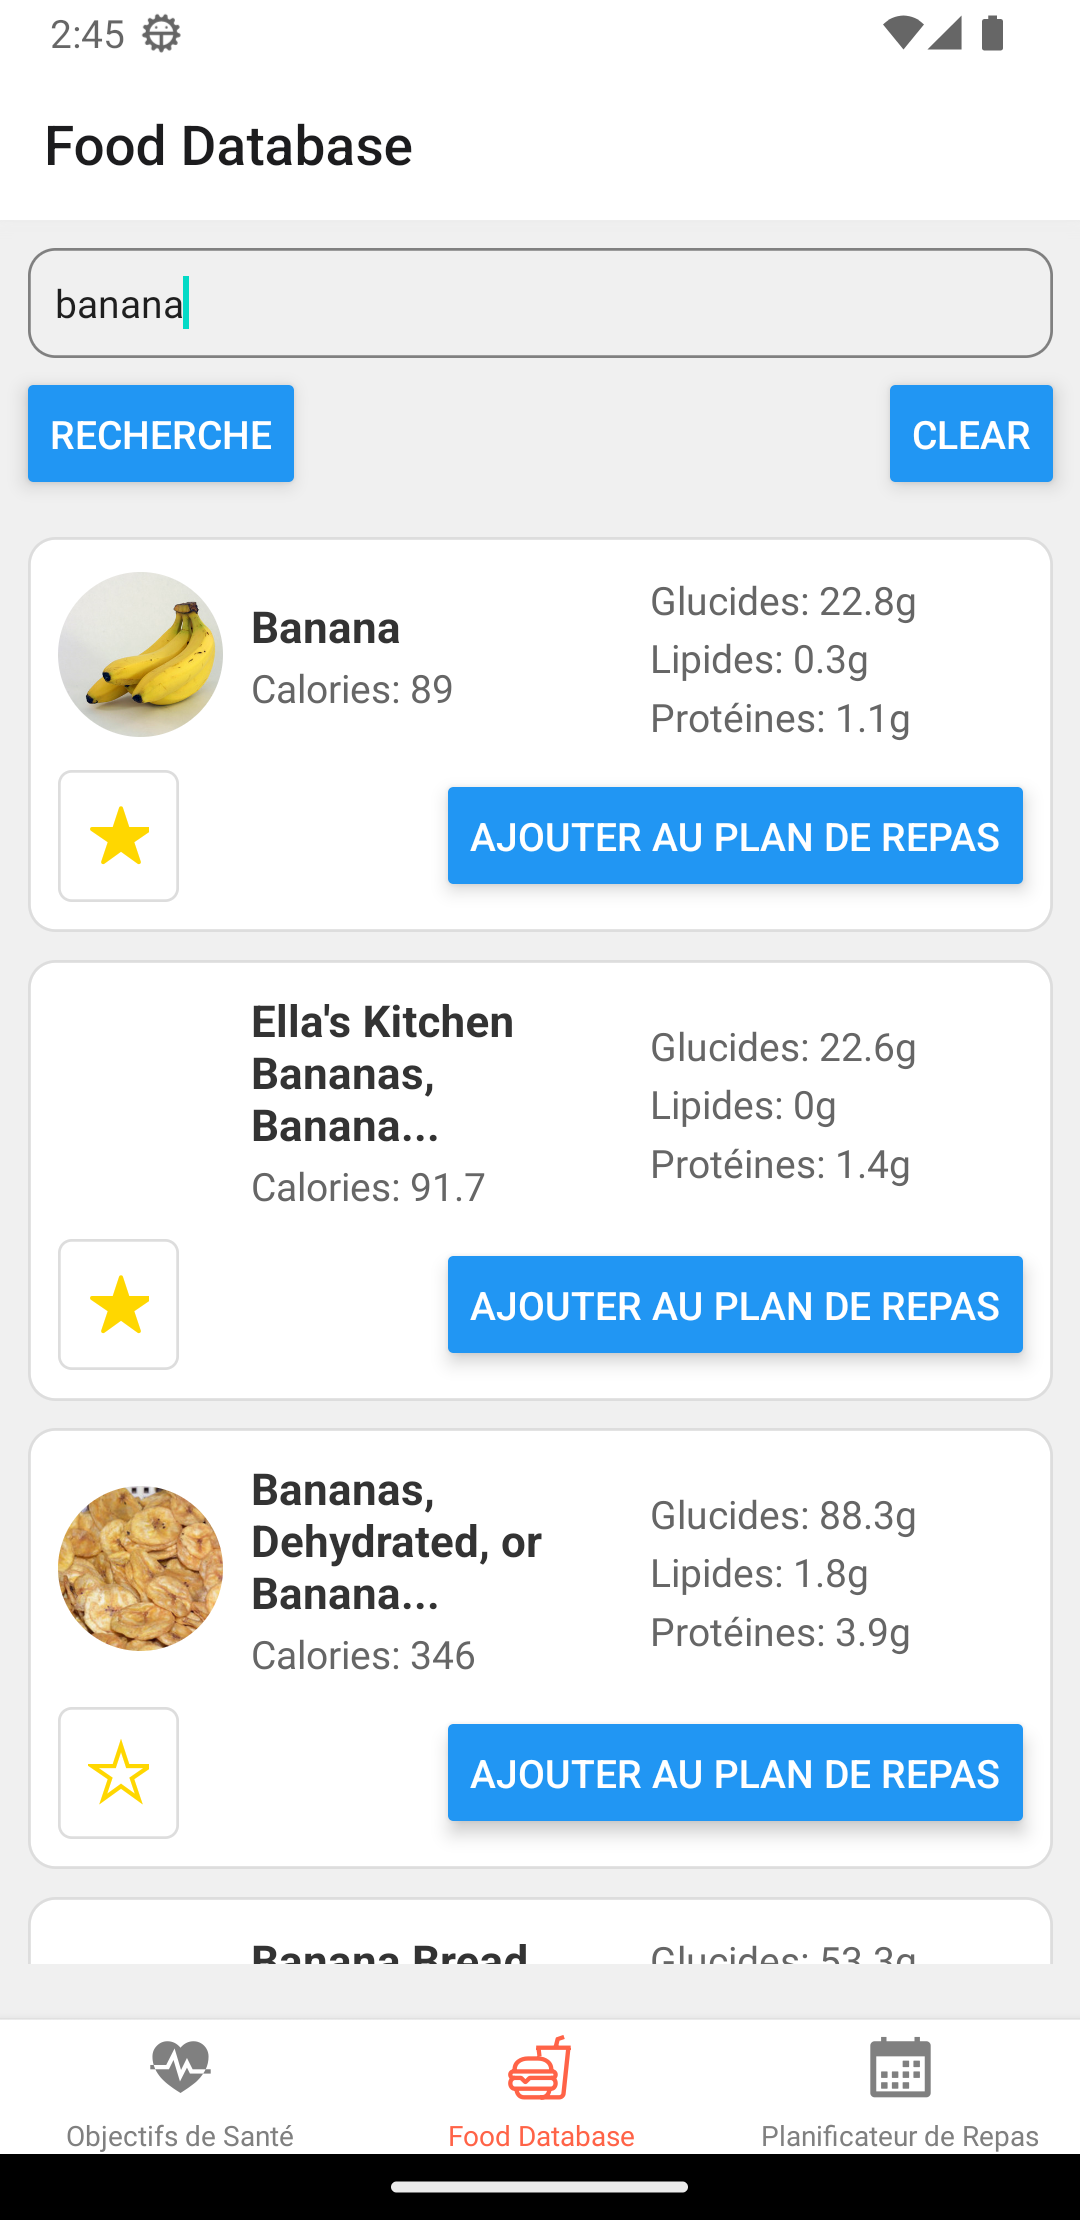 2:45
Food Database
banana
RECHERCHE
CLEAR
Banana
Calories: 89
Glucides: 22.8g
Lipides: 0.3g
Protéines: 1.1g
AJOUTER AU PLAN DE REPAS
Ella's Kitchen
Bananas,
Banana...
Calories: 91.7
Glucides: 22.6g
Lipides: 0g
Protéines: 1.4g
AJOUTER AU PLAN DE REPAS
Bananas,
Dehydrated, or
Banana...
Calories: 346
Glucides: 88.3g
Lipides: 1.8g
Protéines: 3.9g
AJOUTER AU PLAN DE REPAS
Banana Bread
Glucides: 53.3g
Objectifs de Santé
Food Database
Planificateur de Repas